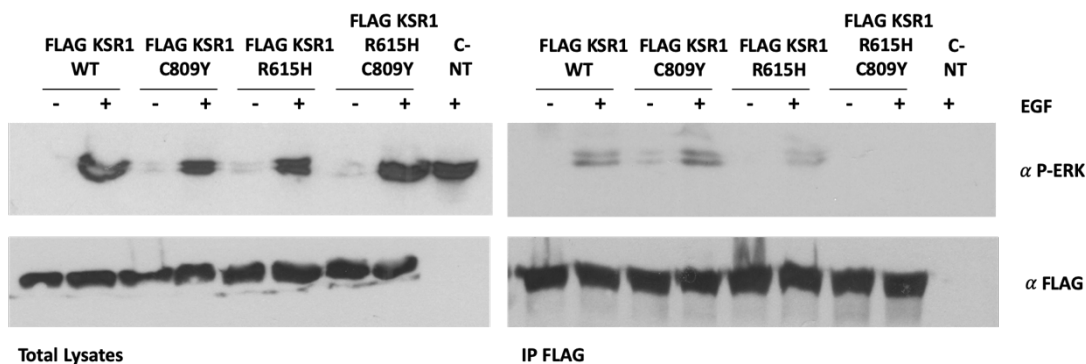 FLAG KSR1 WT
FLAG KSR1 C809Y
FLAG KSR1 R615H
FLAG KSR1 R615H C809Y
C- NT
FLAG KSR1 WT
FLAG KSR1 C809Y
FLAG KSR1 R615H
FLAG KSR1 R615H C809Y
C- NT
- + - + - + - + +
- + - + - + - + +
EGF
α P-ERK
α FLAG
Total Lysates
IP FLAG